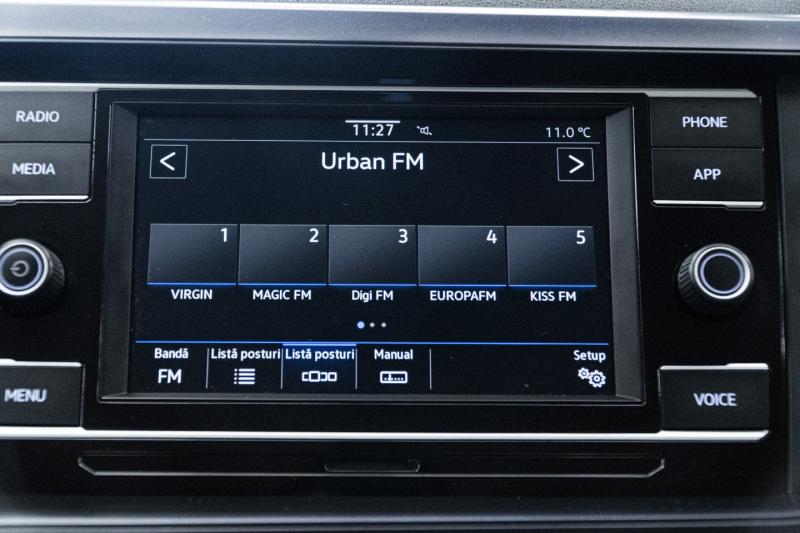 RADIO
MEDIA
MENU
11:27
11.0 ºC
<
Urban FM
>
1 2 3 4 5
VIRGIN MAGIC FM Digi FM EUROPAFM KISS FM
Bandă Listă posturi Listă posturi Manual Setup
FM
PHONE
APP
VOICE